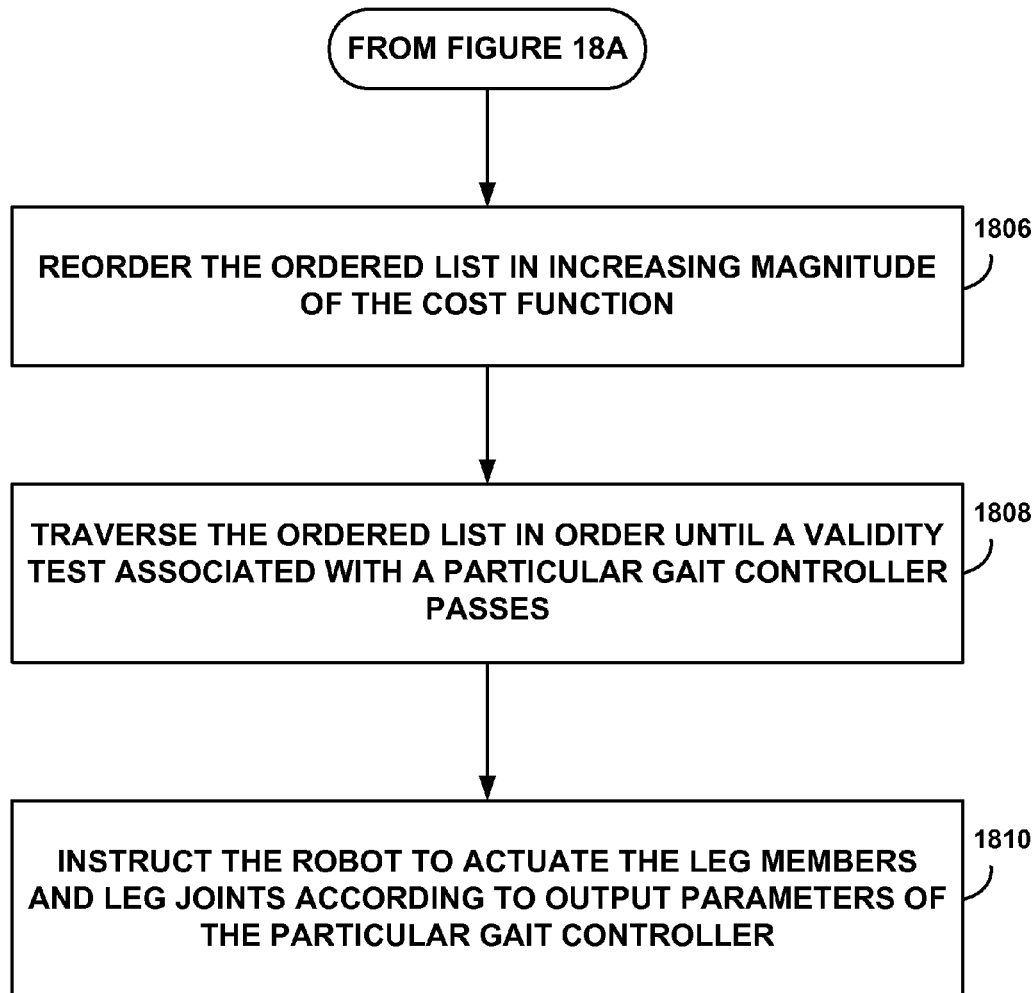 FROM FIGURE 18A
1806
REORDER THE ORDERED LIST IN INCREASING MAGNITUDE
OF THE COST FUNCTION
1808
TRAVERSE THE ORDERED LIST IN ORDER UNTIL A VALIDITY
TEST ASSOCIATED WITH A PARTICULAR GAIT CONTROLLER
PASSES
1810
INSTRUCT THE ROBOT TO ACTUATE THE LEG MEMBERS
AND LEG JOINTS ACCORDING TO OUTPUT PARAMETERS OF
THE PARTICULAR GAIT CONTROLLER